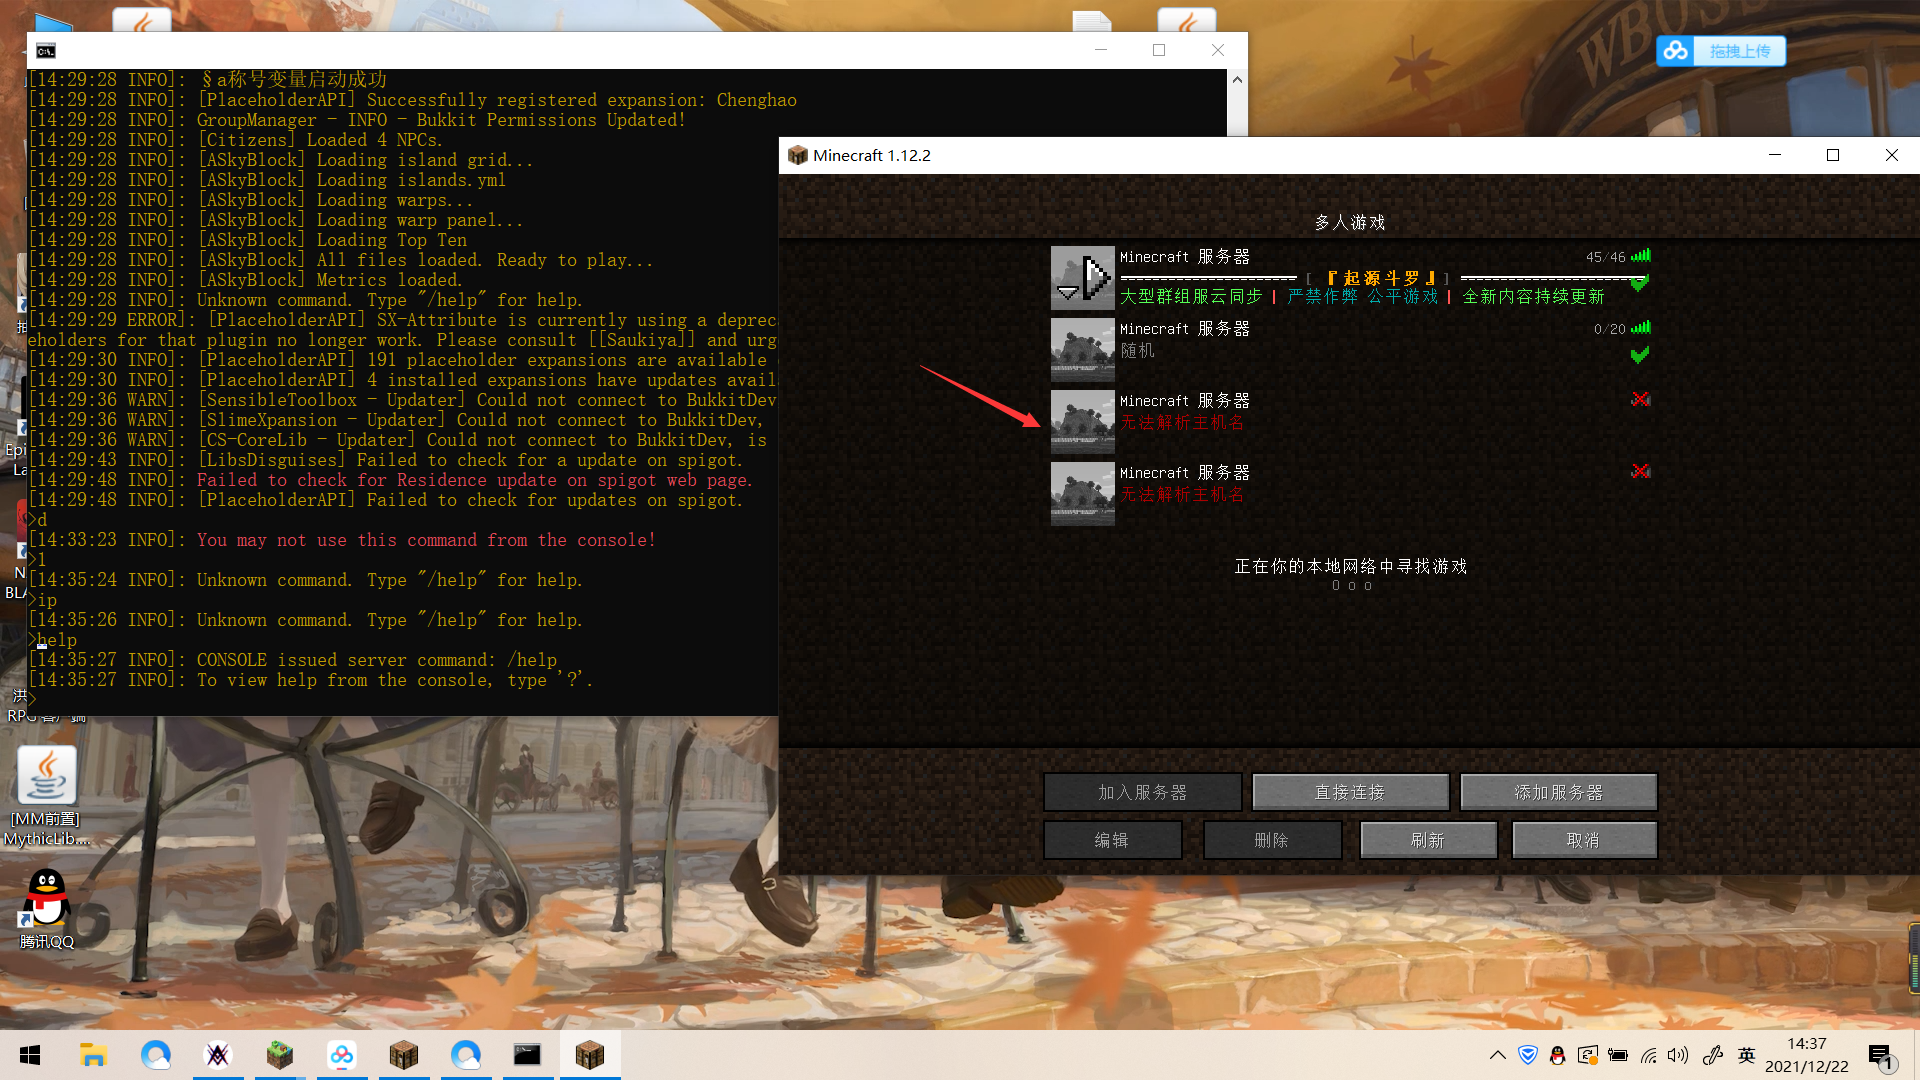 [14:29:28 INFO]: §a称号变量启动成功
[14:29:28 INFO]: [PlaceholderAPI] Successfully registered expansion: Chenghao
[14:29:28 INFO]: GroupManager - INFO - Bukkit Permissions Updated!
[14:29:28 INFO]: [Citizens] Loaded 4 NPCs.
[14:29:28 INFO]: [ASkyBlock] Loading island grid...
[14:29:28 INFO]: [ASkyBlock] Loading islands.yml
[14:29:28 INFO]: [ASkyBlock] Loading warps...
[14:29:28 INFO]: [ASkyBlock] Loading warp panel...
[14:29:28 INFO]: [ASkyBlock] Loading Top Ten
[14:29:28 INFO]: [ASkyBlock] All files loaded. Ready to play...
[14:29:28 INFO]: [ASkyBlock] Metrics loaded.
[14:29:28 INFO]: Unknown command. Type "/help" for help.
[14:29:29 ERROR]: [PlaceholderAPI] SX-Attribute is currently using a deprec
eholders for that plugin no longer work. Please consult [[Saukiya]] and urg
[14:29:30 INFO]: [PlaceholderAPI] 191 placeholder expansions are available
[14:29:30 INFO]: [PlaceholderAPI] 4 installed expansions have updates avail
[14:29:36 WARN]: [SensibleToolbox - Updater] Could not connect to BukkitDev
[14:29:36 WARN]: [SlimeXpansion - Updater] Could not connect to BukkitDev,
[14:29:36 WARN]: [CS-CoreLib - Updater] Could not connect to BukkitDev, is
[14:29:43 INFO]: [LibsDisguises] Failed to check for a update on spigot.
[14:29:48 INFO]: Failed to check for Residence update on spigot web page.
[14:29:48 INFO]: [PlaceholderAPI] Failed to check for updates on spigot.
>d
[14:33:23 INFO]: You may not use this command from the console!
>l
[14:35:24 INFO]: Unknown command. Type "/help" for help.
>ip
[14:35:26 INFO]: Unknown command. Type "/help" for help.
>help
[14:35:27 INFO]: CONSOLE issued server command: /help
[14:35:27 INFO]: To view help from the console, type '?'.
>
拖拽上传
Minecraft 1.12.2
多人游戏
Minecraft 服务器 45/46
[ 『起源斗罗』]
大型群组服云同步 | 严禁作弊 公平游戏 | 全新内容持续更新
Minecraft 服务器 0/20
随机
Minecraft 服务器
无法解析主机名
Minecraft 服务器
无法解析主机名
正在你的本地网络中寻找游戏
加入服务器 直接连接 添加服务器
编辑 删除 刷新 取消
[MM前置]
MythicLib....
腾讯QQ
英
14:37
2021/12/22
1